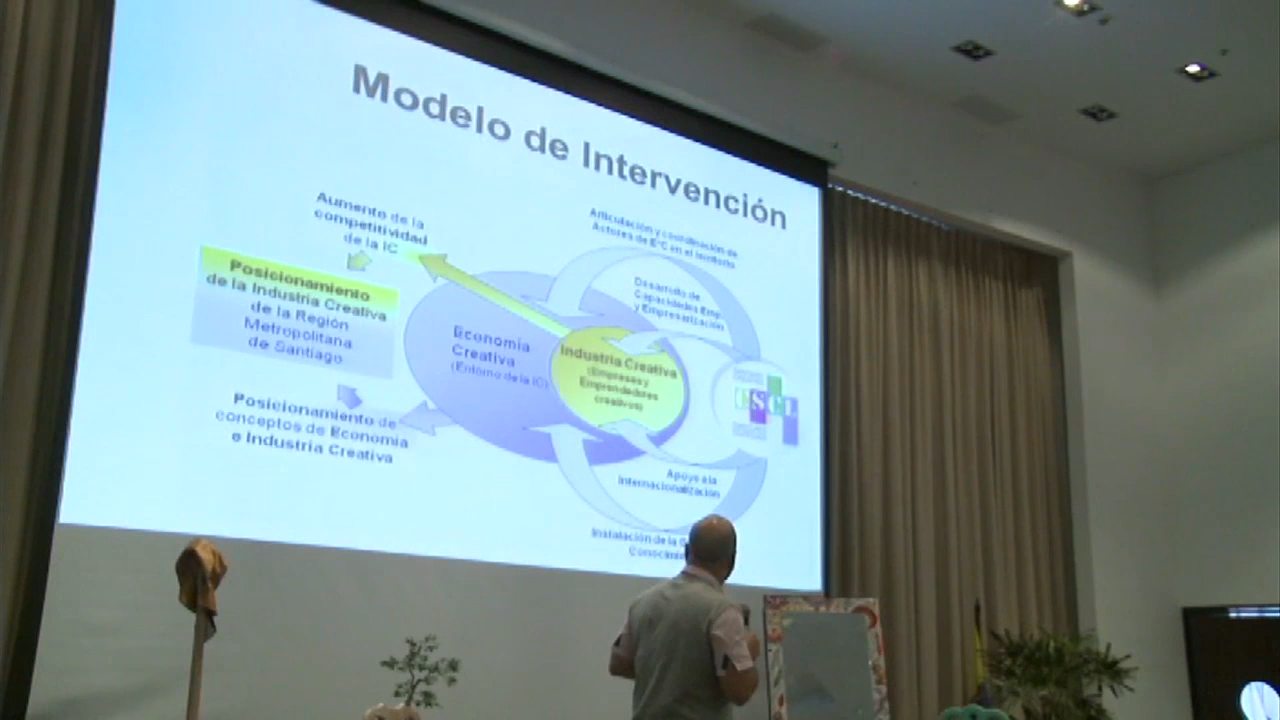 Modelo de Intervención
Aumento de la
competitividad
de la IC
Articulación y coordinación de
Actores de E°C en el territorio
Desarrollo de
Capacidades Emp.
y Empresarización
Posicionamiento
de la Industria Creativa
de la Región
Metropolitana
de Santiago
Economía
Creativa
(Entorno de la IC)
Industria Creativa
(Empresas y
Emprendedores
creativos)
Posicionamiento de
conceptos de Economía
e Industria Creativa
Apoyo a la
Internacionalización
Instalación de la